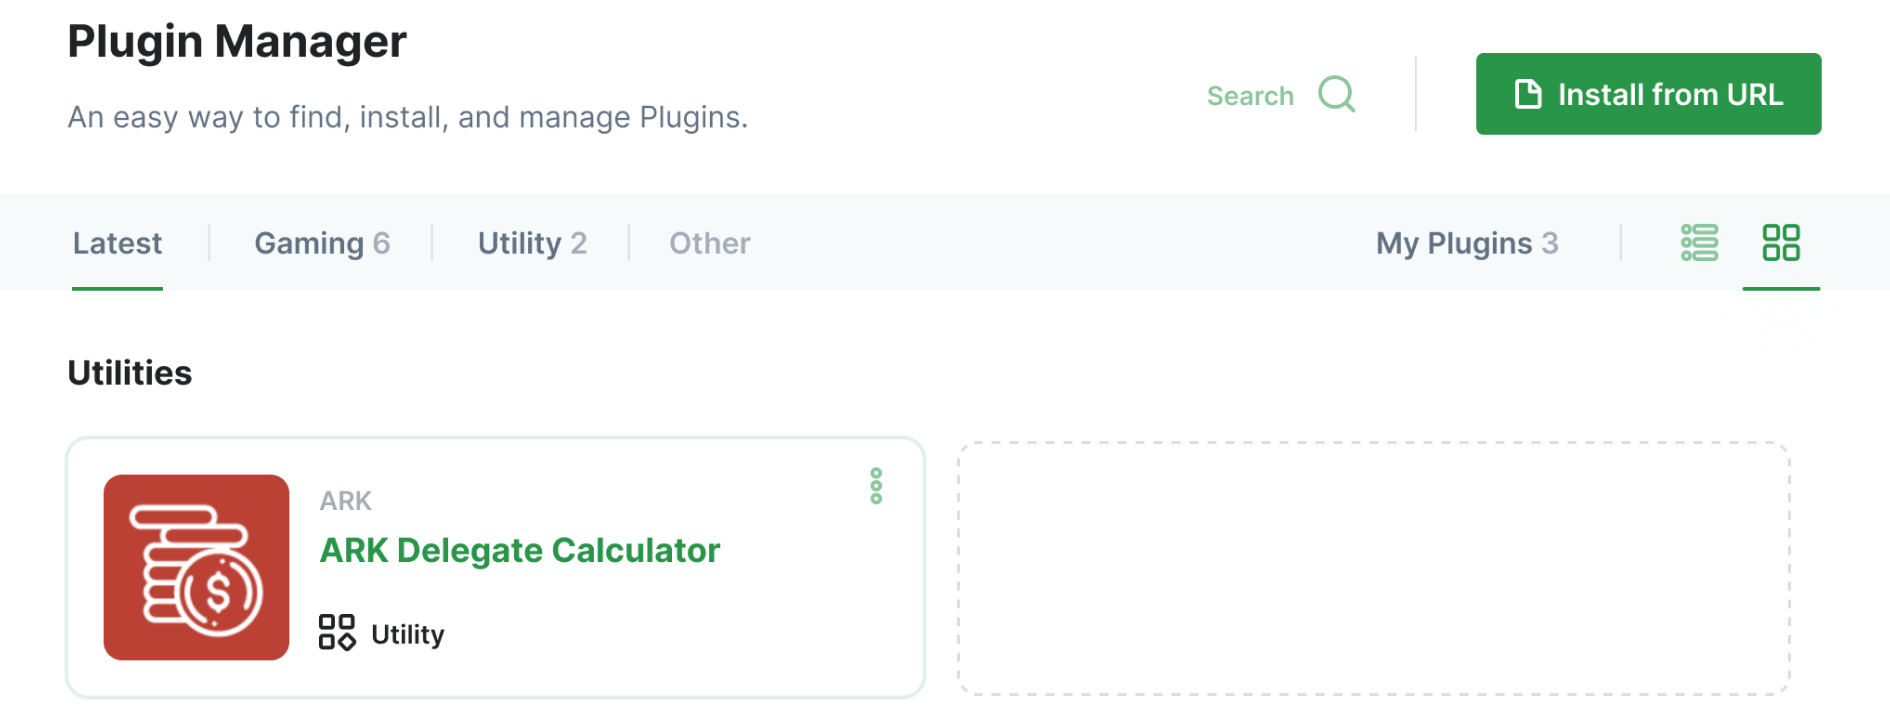 Plugin Manager
An easy way to find, install, and manage Plugins.
Search
Install from URL
Latest
Gaming 6
Utility 2
Other
My Plugins 3
Utilities
ARK
ARK Delegate Calculator
$
Utility